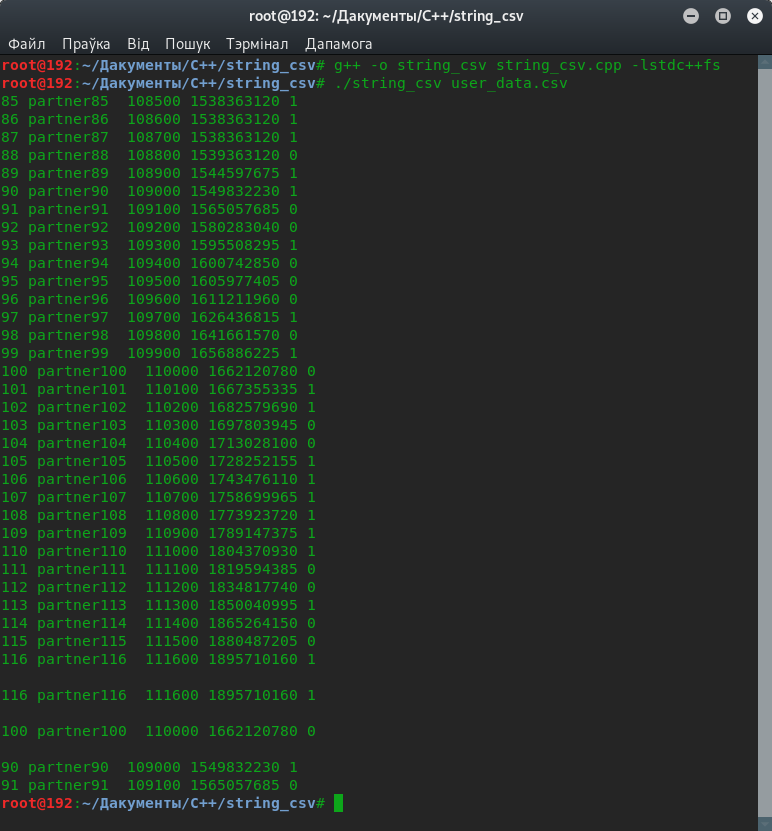 root@192: ~/Дакументы/C++/string_csv
Файл Праўка Від Пошук Тэрмінал Дапамога
root@192:~/Дакументы/C++/string_csv# g++ -o string_csv string_csv.cpp -lstdc++fs
root@192:~/Дакументы/C++/string_csv# ./string_csv user_data.csv
85 partner85  108500 1538363120 1
86 partner86  108600 1538363120 1
87 partner87  108700 1538363120 1
88 partner88  108800 1539363120 0
89 partner89  108900 1544597675 1
90 partner90  109000 1549832230 1
91 partner91  109100 1565057685 0
92 partner92  109200 1580283040 0
93 partner93  109300 1595508295 1
94 partner94  109400 1600742850 0
95 partner95  109500 1605977405 0
96 partner96  109600 1611211960 0
97 partner97  109700 1626436815 1
98 partner98  109800 1641661570 0
99 partner99  109900 1656886225 1
100 partner100  110000 1662120780 0
101 partner101  110100 1667355335 1
102 partner102  110200 1682579690 1
103 partner103  110300 1697803945 0
104 partner104  110400 1713028100 0
105 partner105  110500 1728252155 1
106 partner106  110600 1743476110 1
107 partner107  110700 1758699965 1
108 partner108  110800 1773923720 1
109 partner109  110900 1789147375 1
110 partner110  111000 1804370930 1
111 partner111  111100 1819594385 0
112 partner112  111200 1834817740 0
113 partner113  111300 1850040995 1
114 partner114  111400 1865264150 0
115 partner115  111500 1880487205 0
116 partner116  111600 1895710160 1
116 partner116  111600 1895710160 1
100 partner100  110000 1662120780 0
90 partner90  109000 1549832230 1
91 partner91  109100 1565057685 0
root@192:~/Дакументы/C++/string_csv#